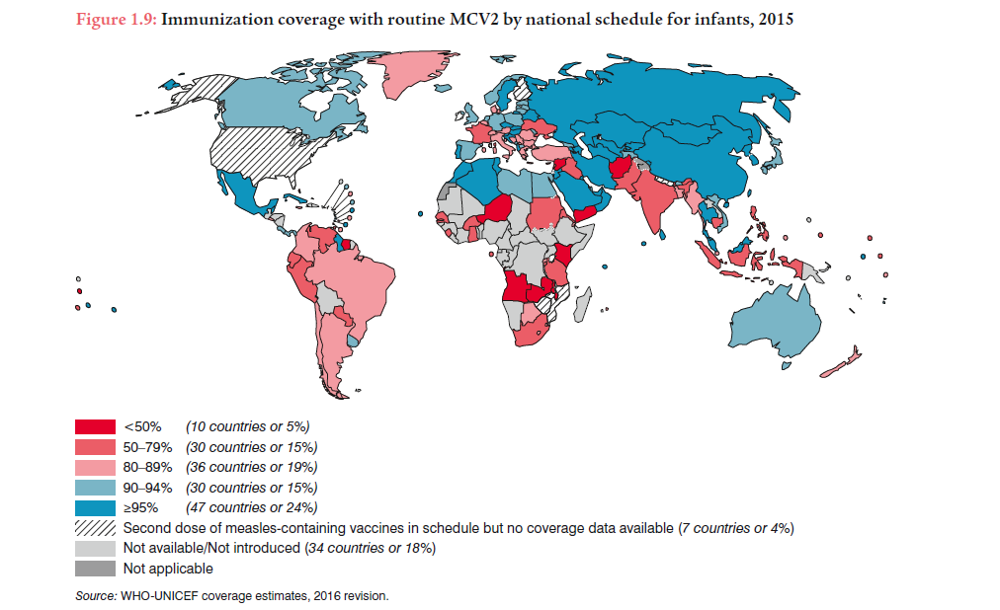 Figure 1.9: Immunization coverage with routine MCV2 by national schedule for infants, 2015
<50% (10 countries or 5%)
50–79% (30 countries or 15%)
80–89% (36 countries or 19%)
90–94% (30 countries or 15%)
≥95% (47 countries or 24%)
Second dose of measles-containing vaccines in schedule but no coverage data available (7 countries or 4%)
Not available/Not introduced (34 countries or 18%)
Not applicable
Source: WHO-UNICEF coverage estimates, 2016 revision.